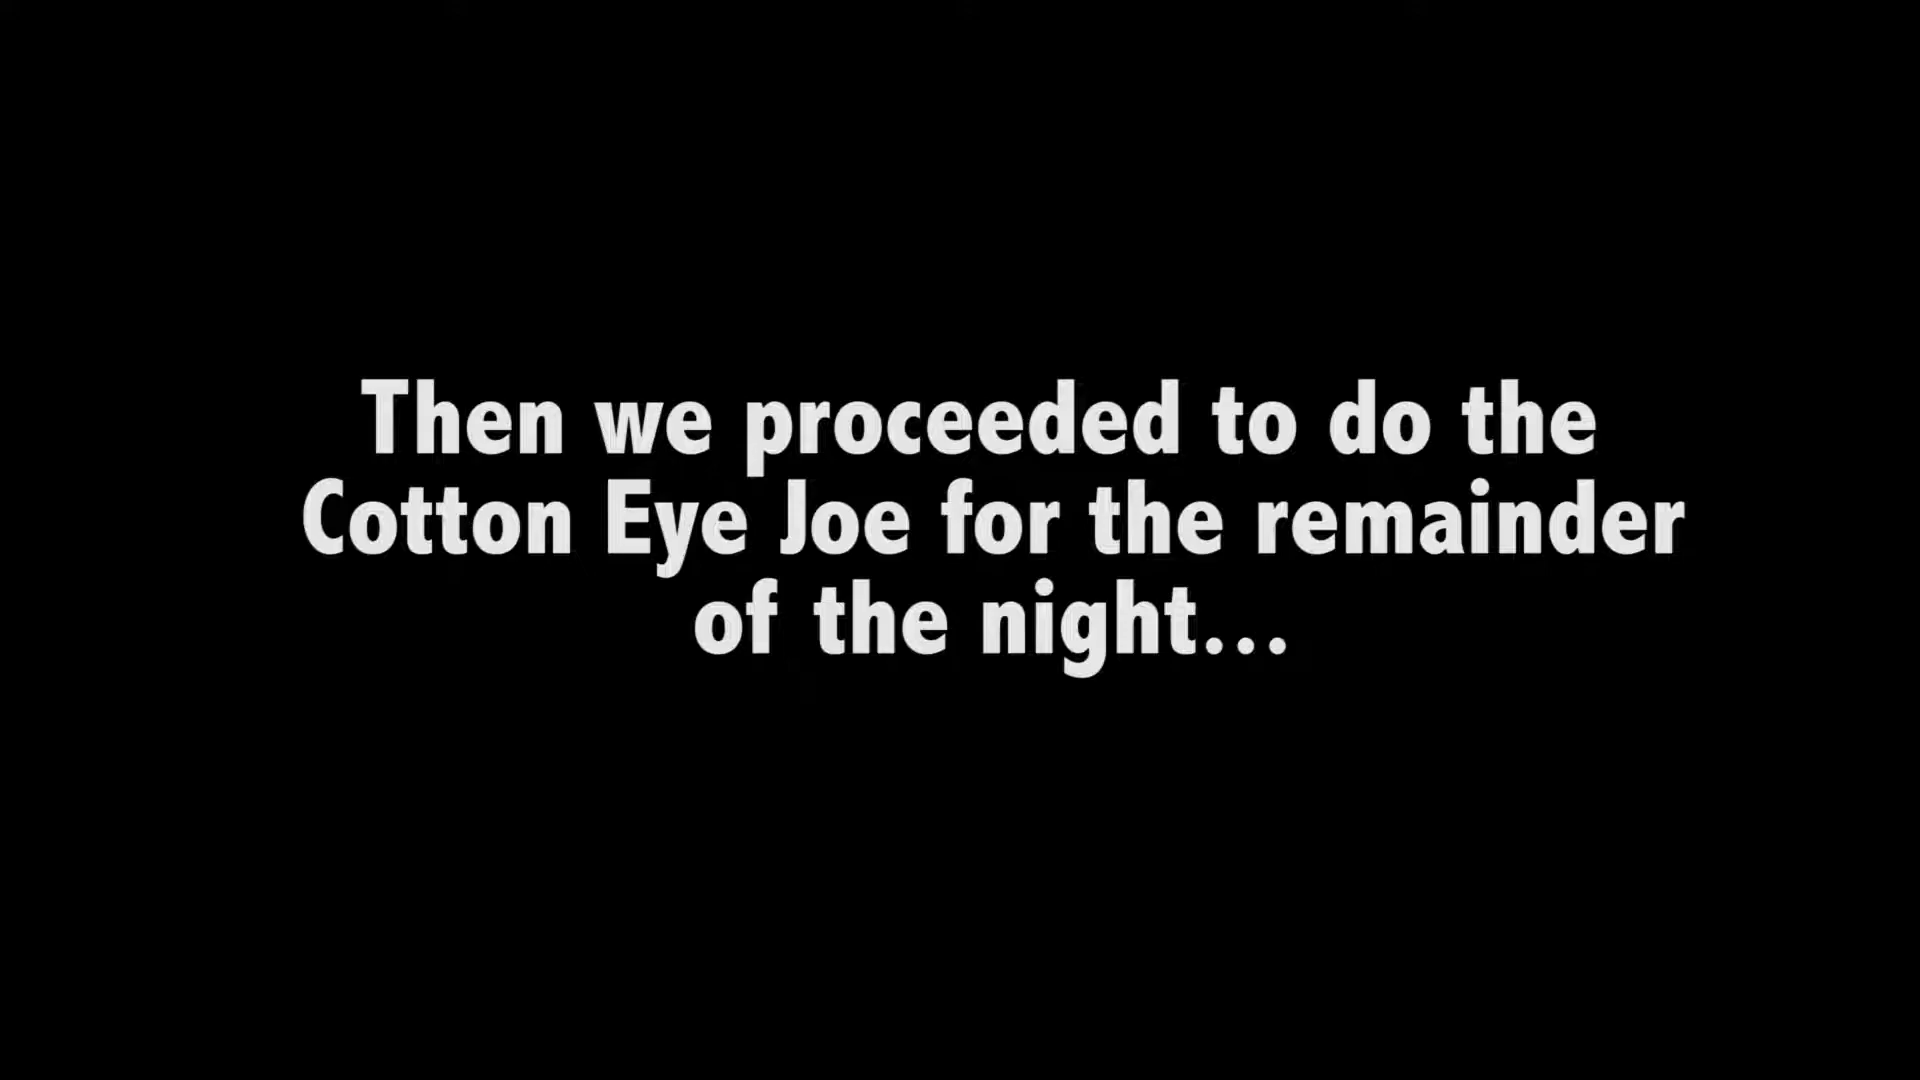 Then we proceeded to do the
Cotton Eye Joe for the remainder
of the night...